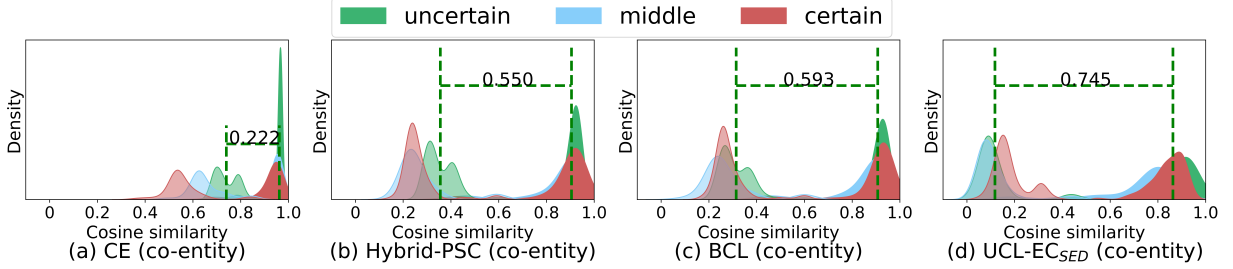 uncertain middle certain
Density
0.222
0 0.2 0.4 0.6 0.8 1.0
Cosine similarity
(a) CE (co-entity)
Density
0.550
0 0.2 0.4 0.6 0.8 1.0
Cosine similarity
(b) Hybrid-PSC (co-entity)
Density
0.593
0 0.2 0.4 0.6 0.8 1.0
Cosine similarity
(c) BCL (co-entity)
Density
0.745
0 0.2 0.4 0.6 0.8 1.0
Cosine similarity
(d) UCL-EC_SED (co-entity)